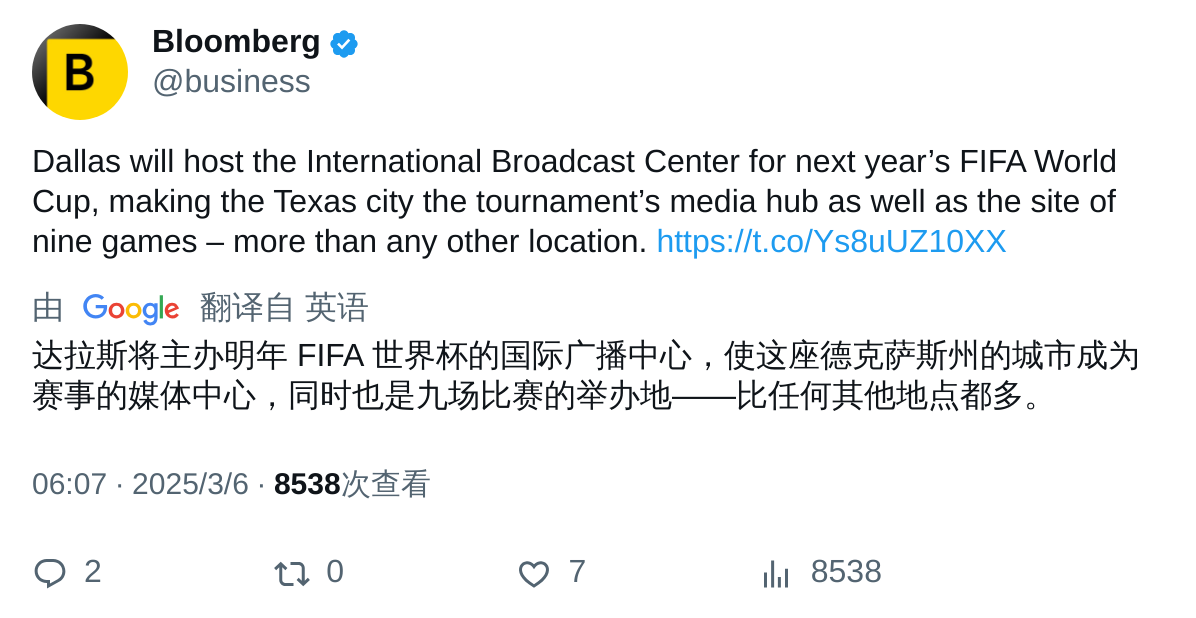 B
Bloomberg
@business
Dallas will host the International Broadcast Center for next year’s FIFA World
Cup, making the Texas city the tournament’s media hub as well as the site of
nine games – more than any other location. https://t.co/Ys8uUZ10XX
由 Google 翻译自 英语
达拉斯将主办明年 FIFA 世界杯的国际广播中心，使这座德克萨斯州的城市成为
赛事的媒体中心，同时也是九场比赛的举办地——比任何其他地点都多。
06:07 · 2025/3/6 · 8538次查看
2 0 7 8538